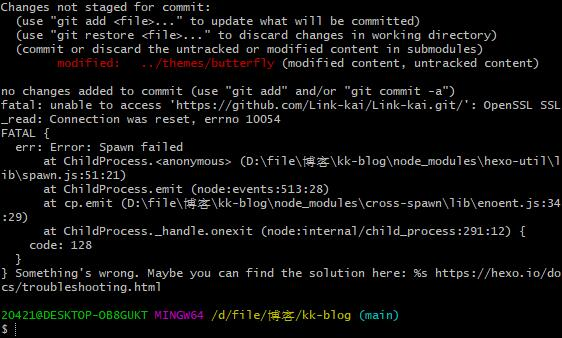 Changes not staged for commit:
  (use "git add <file>..." to update what will be committed)
  (use "git restore <file>..." to discard changes in working directory)
  (commit or discard the untracked or modified content in submodules)
        modified:   ../themes/butterfly (modified content, untracked content)

no changes added to commit (use "git add" and/or "git commit -a")
fatal: unable to access 'https://github.com/Link-kai/Link-kai.git/': OpenSSL SSL
_read: Connection was reset, errno 10054
FATAL {
  err: Error: Spawn failed
      at ChildProcess.<anonymous> (D:\file\博客\kk-blog\node_modules\hexo-util\l
ib\spawn.js:51:21)
      at ChildProcess.emit (node:events:513:28)
      at cp.emit (D:\file\博客\kk-blog\node_modules\cross-spawn\lib\enoent.js:34
:29)
      at ChildProcess._handle.onexit (node:internal/child_process:291:12) {
    code: 128
  }
} Something's wrong. Maybe you can find the solution here: %s https://hexo.io/do
cs/troubleshooting.html

20421@DESKTOP-OB8GUKT MINGW64 /d/file/博客/kk-blog (main)
$